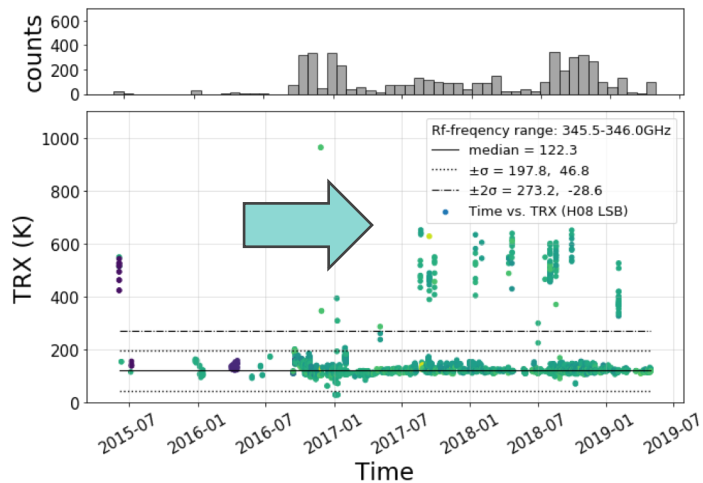 600
400
200
0
counts
1000
800
600
400
200
0
TRX (K)
Rf-freqency range: 345.5-346.0GHz
median = 122.3
±σ = 197.8, 46.8
±2σ = 273.2, -28.6
Time vs. TRX (H08 LSB)
2015-07
2016-01
2016-07
2017-01
2017-07
2018-01
2018-07
2019-01
2019-07
Time